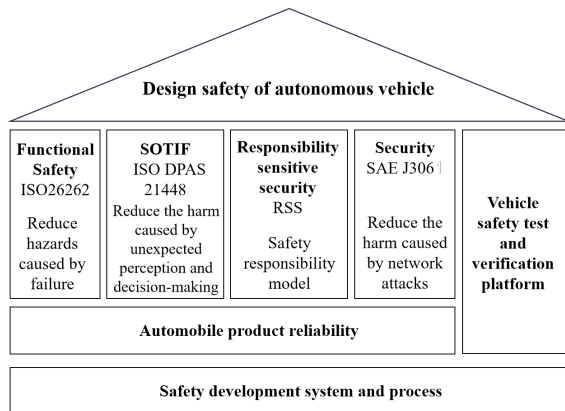 Design safety of autonomous vehicle
Functional
Safety
ISO26262
Reduce
hazards
caused by
failure
SOTIF
ISO DPAS
21448
Reduce the harm
caused by
unexpected
perception and
decision-making
Responsibility
sensitive
security
RSS
Safety
responsibility
model
Security
SAE J3061
Reduce the
harm caused
by network
attacks
Vehicle
safety test
and
verification
platform
Automobile product reliability
Safety development system and process